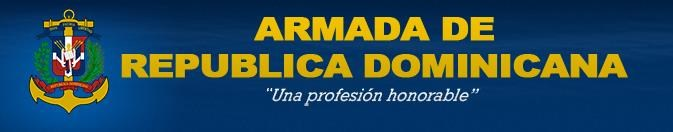 ARMADA DE
REPUBLICA DOMINICANA
“Una profesión honorable”